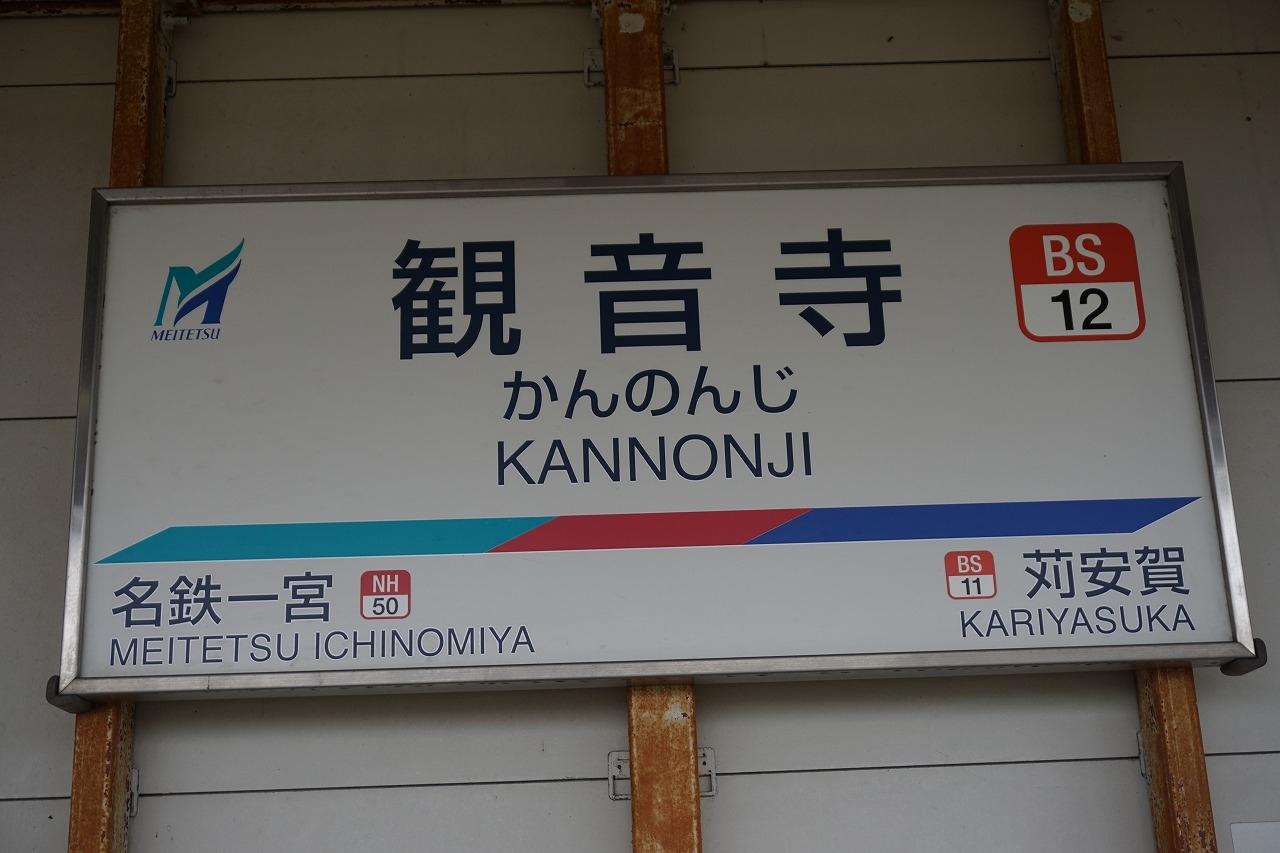 MEITETSU
観音寺
BS
12
かんのんじ
KANNONJI
名鉄一宮
NH
50
MEITETSU ICHINOMIYA
BS
11
苅安賀
KARIYASUKA